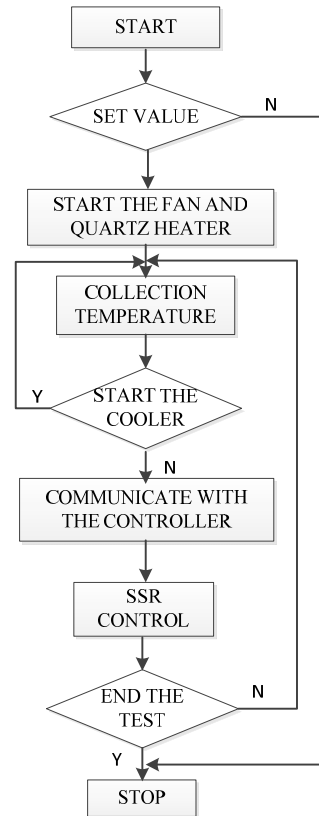 START
SET VALUE
N
START THE FAN AND
QUARTZ HEATER
COLLECTION
TEMPERATURE
START THE
COOLER
Y
N
COMMUNICATE WITH
THE CONTROLLER
SSR
CONTROL
END THE
TEST
N
Y
STOP